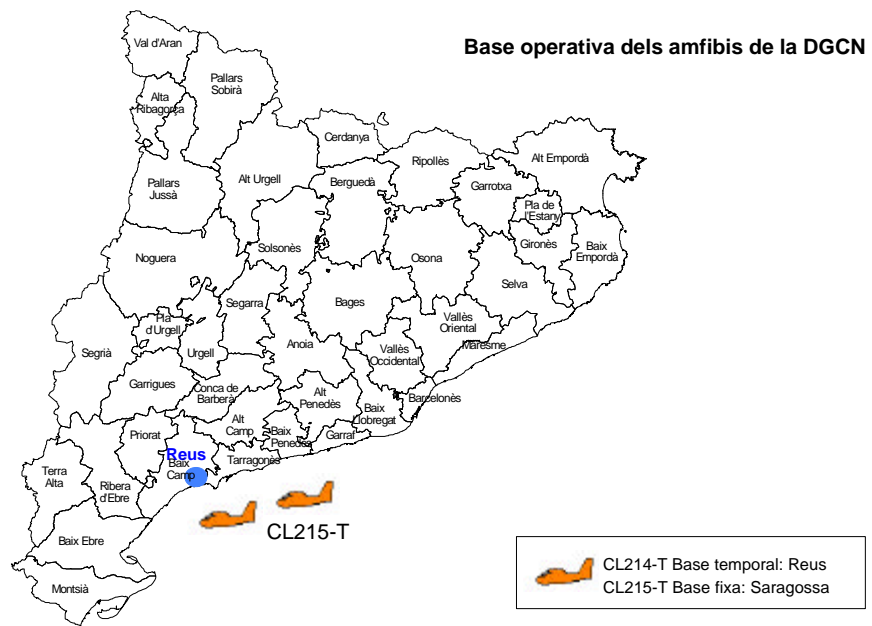 Base operativa dels amfibis de la DGCN
Val d'Aran
Pallars
Sobirà
Alta
Ribagorça
Cerdanya
Ripollès
Alt Empordà
Pallars
Jussà
Alt Urgell
Berguedà
Garrotxa
Pla de
l'Estany
Gironès
Baix
Empordà
Noguera
Solsonès
Osona
Selva
Segarra
Bages
Vallès
Oriental
Maresme
Segrià
Pla
d'Urgell
Urgell
Anoia
Vallès
Occidental
Garrigues
Conca de
Barberà
Alt
Penedès
Barcelonès
Alt
Camp
Baix
Penedès
Baix
Llobregat
Garraf
Priorat
Reus
Baix
Camp
Tarragonès
Terra
Alta
Ribera
d'Ebre
Baix Ebre
Montsià
CL215-T
CL214-T Base temporal: Reus
CL215-T Base fixa: Saragossa